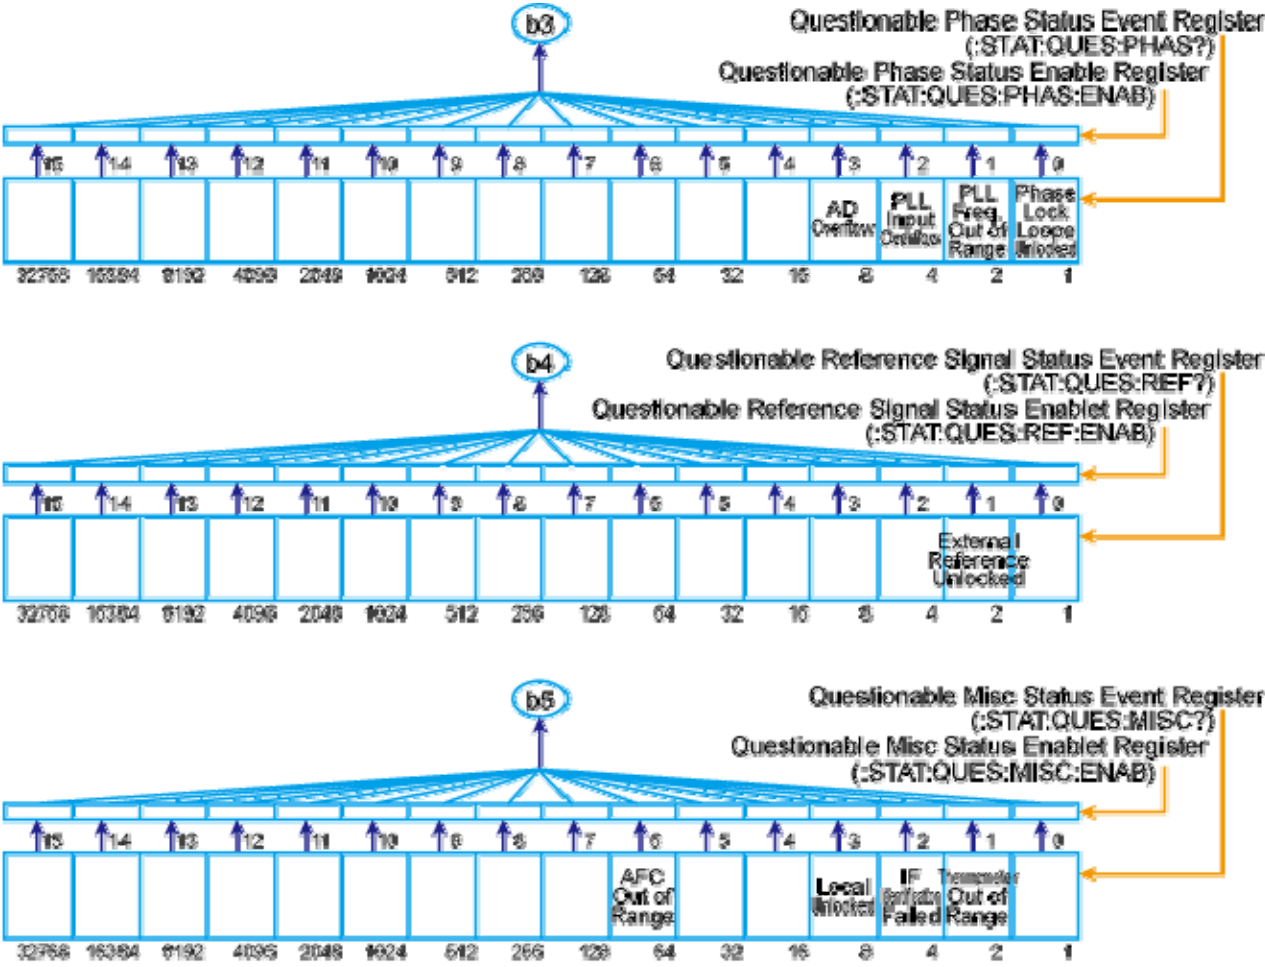 b3
Questionable Phase Status Event Register
(:STAT:QUES:PHAS?)
Questionable Phase Status Enable Register
(:STAT:QUES:PHAS:ENAB)
15 14 13 12 11 10 9 8 7 6 5 4 3 2 1 0
AD
Overflow
PLL
Input
Overflow
PLL
Freq.
Out of
Range
Phase
Lock
Loope
Unlocked
32768 16384 8192 4096 2048 1024 512 256 128 64 32 16 8 4 2 1
b4
Questionable Reference Signal Status Event Register
(:STAT:QUES:REF?)
Questionable Reference Signal Status Enablet Register
(:STAT:QUES:REF:ENAB)
15 14 13 12 11 10 9 8 7 6 5 4 3 2 1 0
External
Reference
Unlocked
32768 16384 8192 4096 2048 1024 512 256 128 64 32 16 8 4 2 1
b5
Questionable Misc Status Event Register
(:STAT:QUES:MISC?)
Questionable Misc Status Enablet Register
(:STAT:QUES:MISC:ENAB)
15 14 13 12 11 10 9 8 7 6 5 4 3 2 1 0
AFC
Out of
Range
Local
Unlocked
IF
Failed
Thermometer
Out of
Range
32768 16384 8192 4096 2048 1024 512 256 128 64 32 16 8 4 2 1